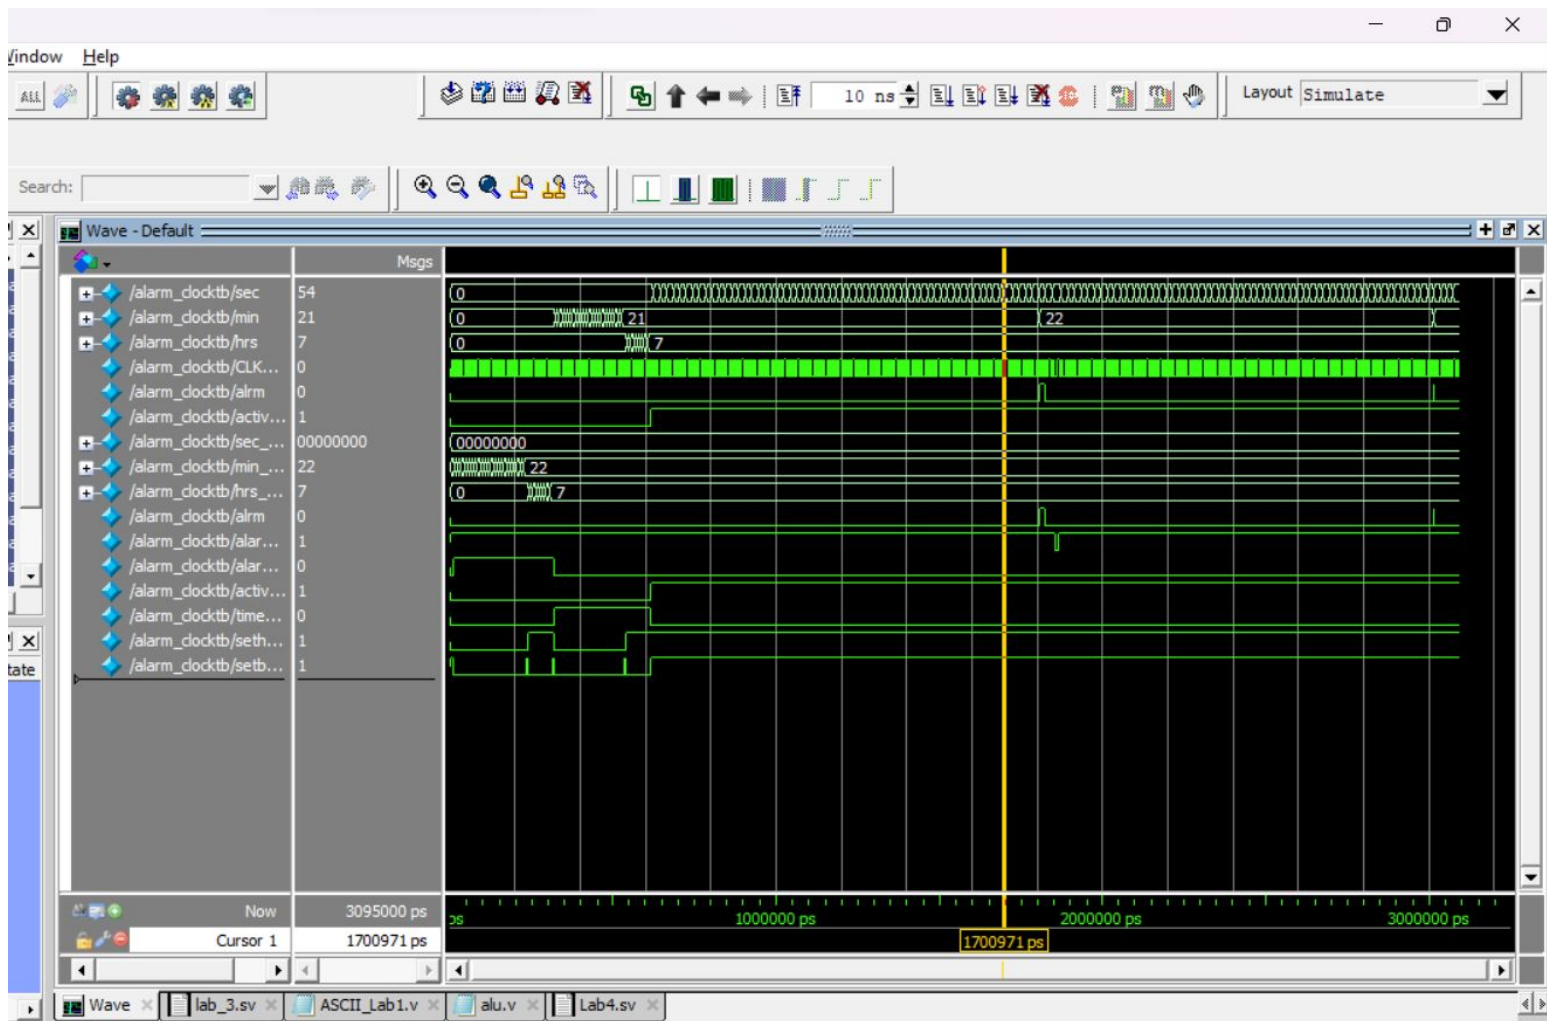 Window Help
ALL
10 ns
Layout Simulate
Search:
Wave - Default
Msgs
/alarm_clocktb/sec 54 0
/alarm_clocktb/min 21 0 21 22
/alarm_clocktb/hrs 7 0 7
/alarm_clocktb/CLK... 0
/alarm_clocktb/alrm 0
/alarm_clocktb/activ... 1
/alarm_clocktb/sec_... 00000000 00000000
/alarm_clocktb/min_... 22 22
/alarm_clocktb/hrs_... 7 0 7
/alarm_clocktb/alrm 0
/alarm_clocktb/alar... 1
/alarm_clocktb/alar... 0
/alarm_clocktb/activ... 1
/alarm_clocktb/time... 0
/alarm_clocktb/seth... 1
/alarm_clocktb/setb... 1
tate
Now 3095000 ps ps 1000000 ps 2000000 ps 3000000 ps
Cursor 1 1700971 ps 1700971 ps
Wave lab_3.sv ASCII_Lab1.v alu.v Lab4.sv